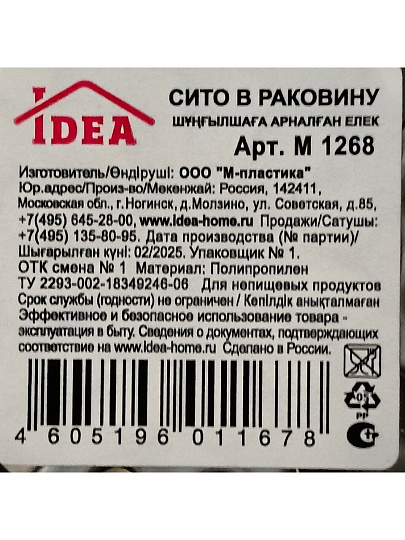 IDEA
СИТО В РАКОВИНУ
ШҰҢҒЫЛШАҒА АРНАЛҒАН ЕЛЕК
Арт. М 1268
Изготовитель/Өндіруші: ООО "М-пластика"
Юр.адрес/Произ-во/Мекенжай: Россия, 142411,
Московская обл., г.Ногинск, д.Молзино, ул. Советская, д.85,
+7(495) 645-28-00, www.idea-home.ru Продажи/Сатушы:
+7(495) 135-80-95. Дата производства (№ партии)/
Шығарылған күні: 02/2025. Упаковщик № 1.
ОТК смена № 1 Материал: Полипропилен
ТУ 2293-002-18349246-06 Для непищевых продуктов
Срок службы (годности) не ограничен / Көпілдік анықталмаған
Эффективное и безопасное использование товара -
эксплуатация в быту. Сведения о документах, подтверждающих
соответствие на www.idea-home.ru Сделано в России.
05
PP
4 605196 011678